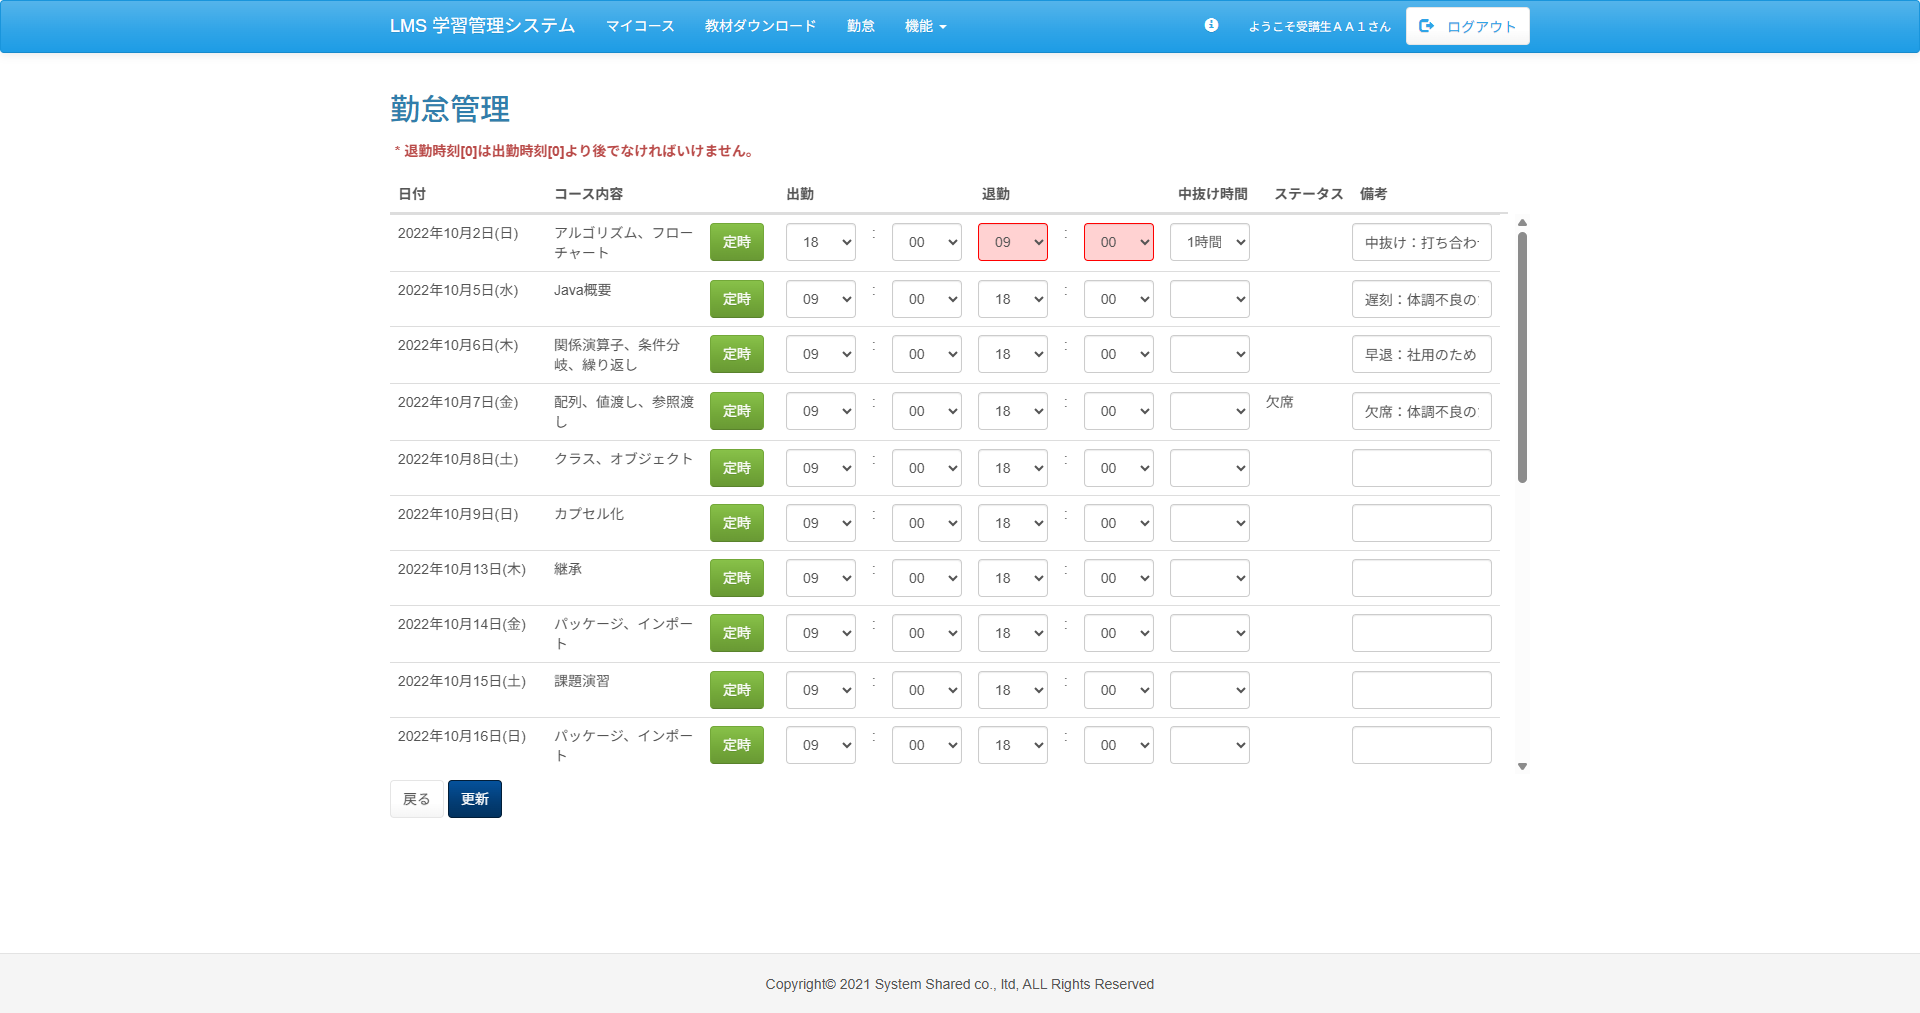 LMS 学習管理システム マイコース 教材ダウンロード 勤怠 機能 ようこそ受講生ＡＡ１さん ログアウト
勤怠管理
* 退勤時刻[0]は出勤時刻[0]より後でなければいけません。
日付 コース内容 出勤 退勤 中抜け時間 ステータス 備考
2022年10月2日(日) アルゴリズム、フロー 定時 18 : 00 09 : 00 1時間 中抜け：打ち合わ
チャート
2022年10月5日(水) Java概要 定時 09 : 00 18 : 00 遅刻：体調不良の
2022年10月6日(木) 関係演算子、条件分 定時 09 : 00 18 : 00 早退：社用のため
岐、繰り返し
2022年10月7日(金) 配列、値渡し、参照渡 定時 09 : 00 18 : 00 欠席 欠席：体調不良の
し
2022年10月8日(土) クラス、オブジェクト 定時 09 : 00 18 : 00
2022年10月9日(日) カプセル化 定時 09 : 00 18 : 00
2022年10月13日(木) 継承 定時 09 : 00 18 : 00
2022年10月14日(金) パッケージ、インポー 定時 09 : 00 18 : 00
ト
2022年10月15日(土) 課題演習 定時 09 : 00 18 : 00
2022年10月16日(日) パッケージ、インポー 定時 09 : 00 18 : 00
ト
戻る 更新
Copyright© 2021 System Shared co., ltd, ALL Rights Reserved